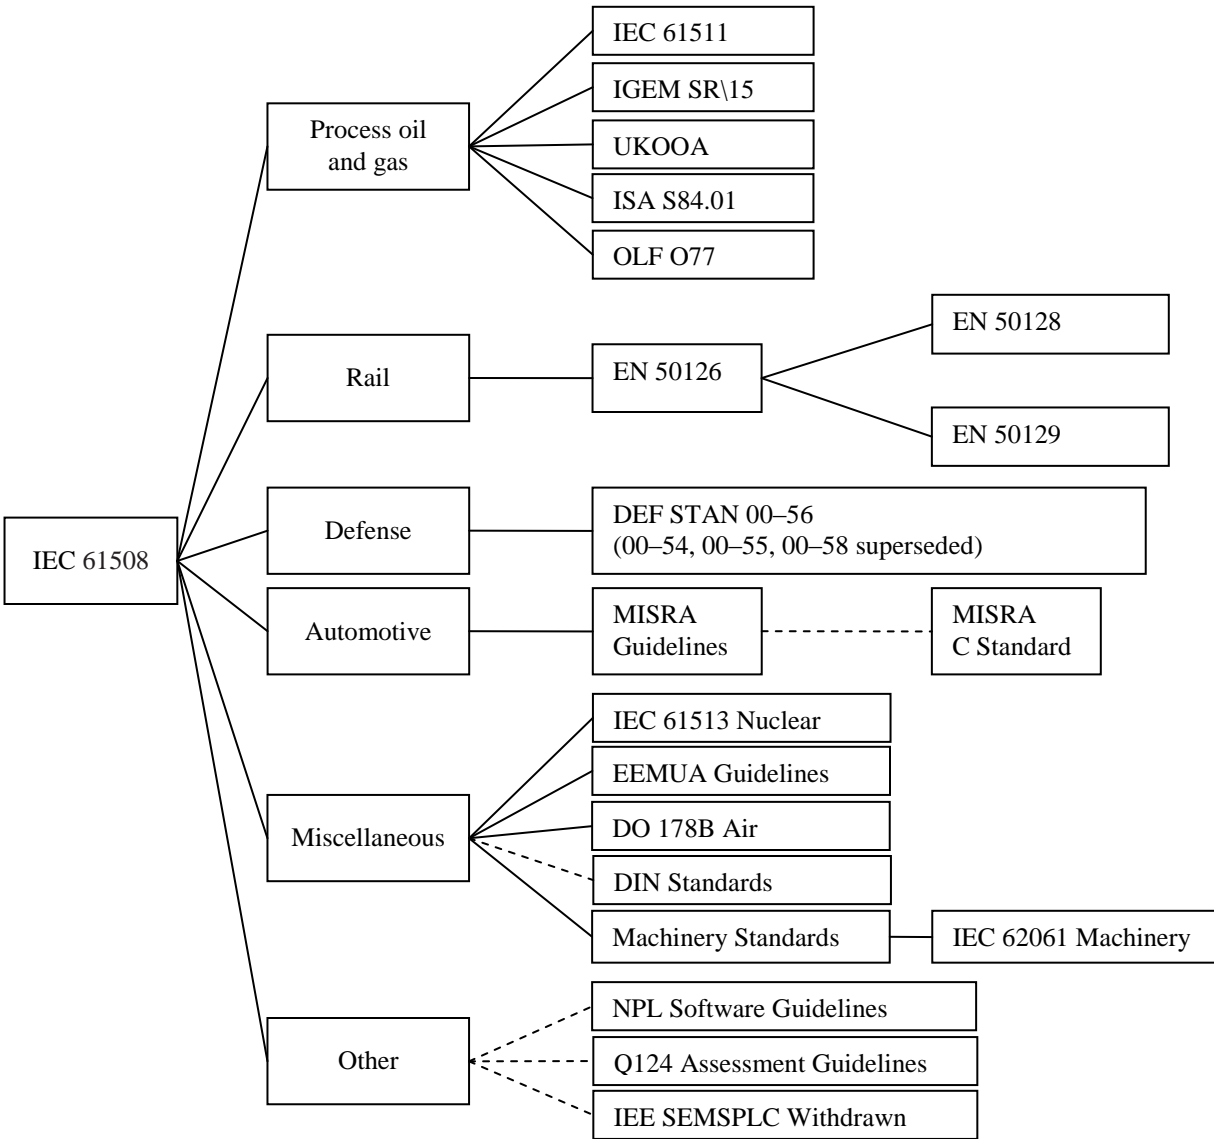 IEC 61511
IGEM SR\15
Process oil
and gas
UKOOA
ISA S84.01
OLF O77
EN 50128
Rail
EN 50126
EN 50129
Defense
DEF STAN 00–56
(00–54, 00–55, 00–58 superseded)
IEC 61508
Automotive
MISRA
Guidelines
MISRA
C Standard
IEC 61513 Nuclear
EEMUA Guidelines
Miscellaneous
DO 178B Air
DIN Standards
Machinery Standards
IEC 62061 Machinery
NPL Software Guidelines
Other
Q124 Assessment Guidelines
IEE SEMSPLC Withdrawn